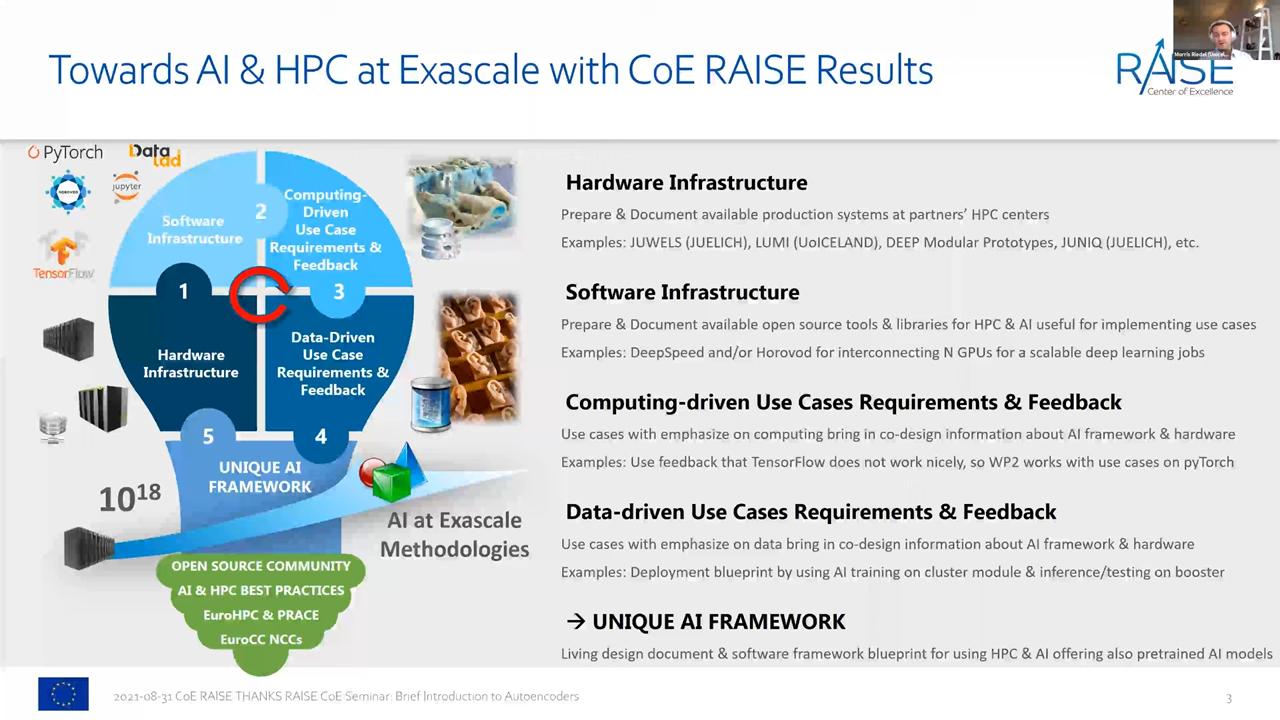 Towards AI & HPC at Exascale with CoE RAISE Results
RAISE
Center of Excellence
PyTorch
DataLad
HOROVOD
jupyter
TensorFlow
Software
Infrastructure
2
Computing-
Driven
Use Case
Requirements &
Feedback
1
3
Hardware
Infrastructure
Data-Driven
Use Case
Requirements &
Feedback
5
4
UNIQUE AI
FRAMEWORK
10^18
AI at Exascale
Methodologies
OPEN SOURCE COMMUNITY
AI & HPC BEST PRACTICES
EuroHPC & PRACE
EuroCC NCCs
Hardware Infrastructure
Prepare & Document available production systems at partners' HPC centers
Examples: JUWELS (JUELICH), LUMI (UoICELAND), DEEP Modular Prototypes, JUNIQ (JUELICH), etc.
Software Infrastructure
Prepare & Document available open source tools & libraries for HPC & AI useful for implementing use cases
Examples: DeepSpeed and/or Horovod for interconnecting N GPUs for a scalable deep learning jobs
Computing-driven Use Cases Requirements & Feedback
Use cases with emphasize on computing bring in co-design information about AI framework & hardware
Examples: Use feedback that TensorFlow does not work nicely, so WP2 works with use cases on pyTorch
Data-driven Use Cases Requirements & Feedback
Use cases with emphasize on data bring in co-design information about AI framework & hardware
Examples: Deployment blueprint by using AI training on cluster module & inference/testing on booster
→ UNIQUE AI FRAMEWORK
Living design document & software framework blueprint for using HPC & AI offering also pretrained AI models
2021-08-31 CoE RAISE THANKS RAISE CoE Seminar: Brief Introduction to Autoencoders
3